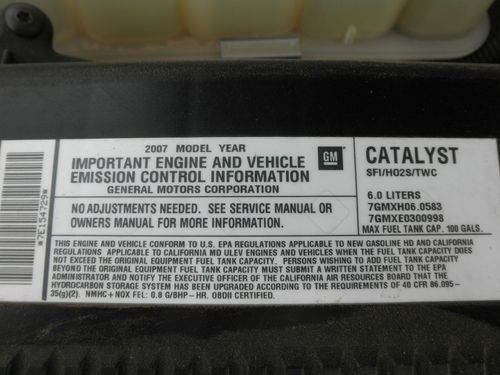 2007 MODEL YEAR
IMPORTANT ENGINE AND VEHICLE
EMISSION CONTROL INFORMATION
GENERAL MOTORS CORPORATION
GM
CATALYST
SFI/HO2S/TWC
NO ADJUSTMENTS NEEDED. SEE SERVICE MANUAL OR
OWNERS MANUAL FOR MORE INFORMATION.
6.0 LITERS
7GMXH06.0583
7GMXE0300998
MAX FUEL TANK CAP. 100 GALS.
THIS ENGINE AND VEHICLE CONFORM TO U.S. EPA REGULATIONS APPLICABLE TO NEW GASOLINE HD AND CALIFORNIA
REGULATIONS APPLICABLE TO CALIFORNIA MD ULEV ENGINES AND VEHICLES WHEN THE FUEL TANK CAPACITY DOES
NOT EXCEED THE ORIGINAL EQUIPMENT FUEL TANK CAPACITY. PERSONS WISHING TO ADD FUEL TANK CAPACITY
BEYOND THE ORIGINAL EQUIPMENT FUEL TANK CAPACITY MUST SUBMIT A WRITTEN STATEMENT TO THE EPA
ADMINISTRATOR AND NOTIFY THE EXECUTIVE OFFICER OF THE CALIFORNIA AIR RESOURCES BOARD THAT THE
HYDROCARBON STORAGE SYSTEM HAS BEEN UPGRADED ACCORDING TO THE REQUIREMENTS OF 40 CFR 86.095-
35(g)(2). NMHC + NOX FEL: 0.8 G/BHP-HR. OBDII CERTIFIED.
*7E154729*